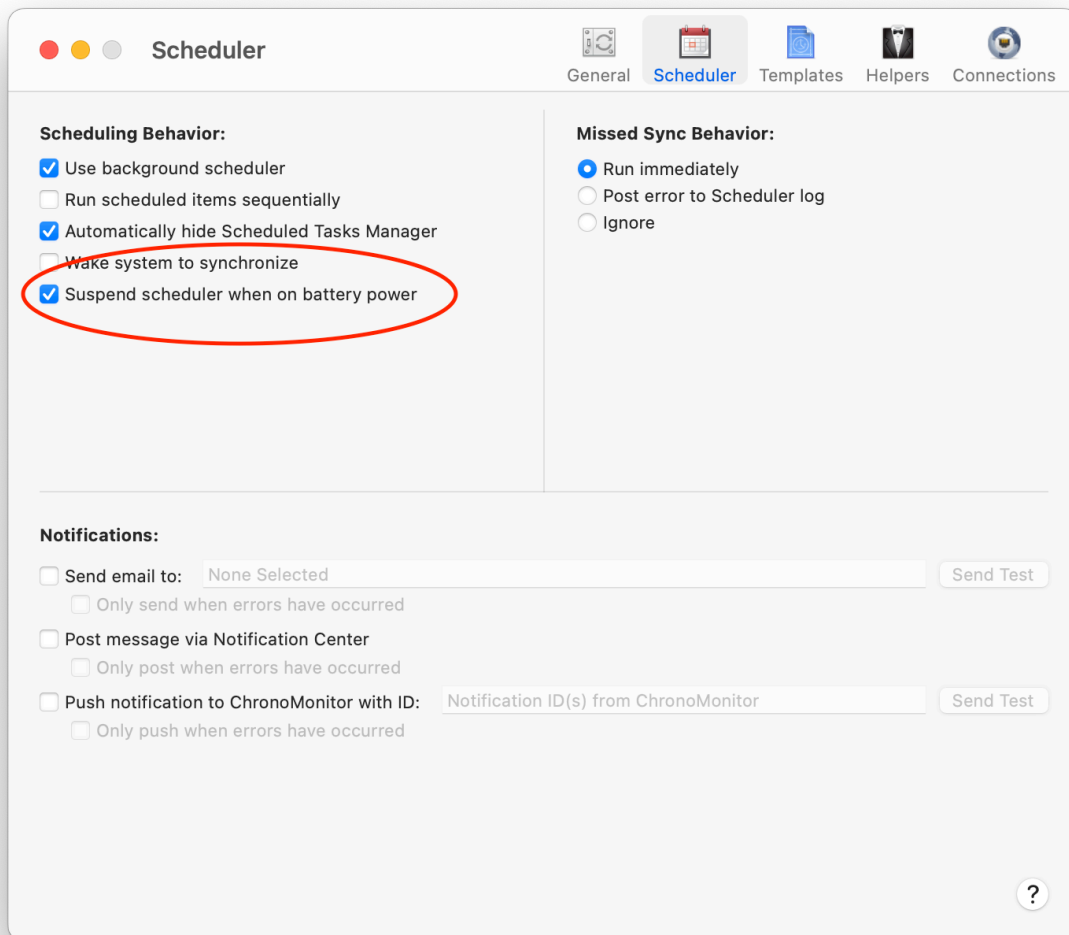 Scheduler
General
Scheduler
Templates
Helpers
Connections
Scheduling Behavior:
Use background scheduler
Run scheduled items sequentially
Automatically hide Scheduled Tasks Manager
Wake system to synchronize
Suspend scheduler when on battery power
Missed Sync Behavior:
Run immediately
Post error to Scheduler log
Ignore
Notifications:
Send email to: None Selected Send Test
Only send when errors have occurred
Post message via Notification Center
Only post when errors have occurred
Push notification to ChronoMonitor with ID: Notification ID(s) from ChronoMonitor Send Test
Only push when errors have occurred
?